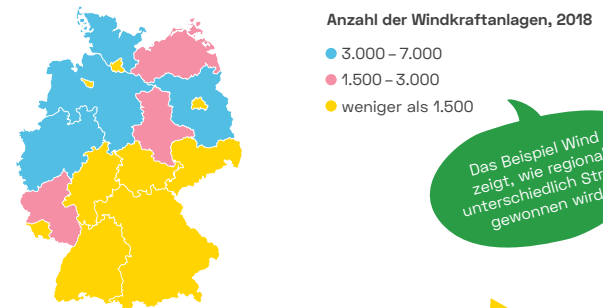 Anzahl der Windkraftanlagen, 2018
3.000 – 7.000
1.500 – 3.000
weniger als 1.500
Das Beispiel Wind
zeigt, wie
unterschiedlich
gewonnen wird